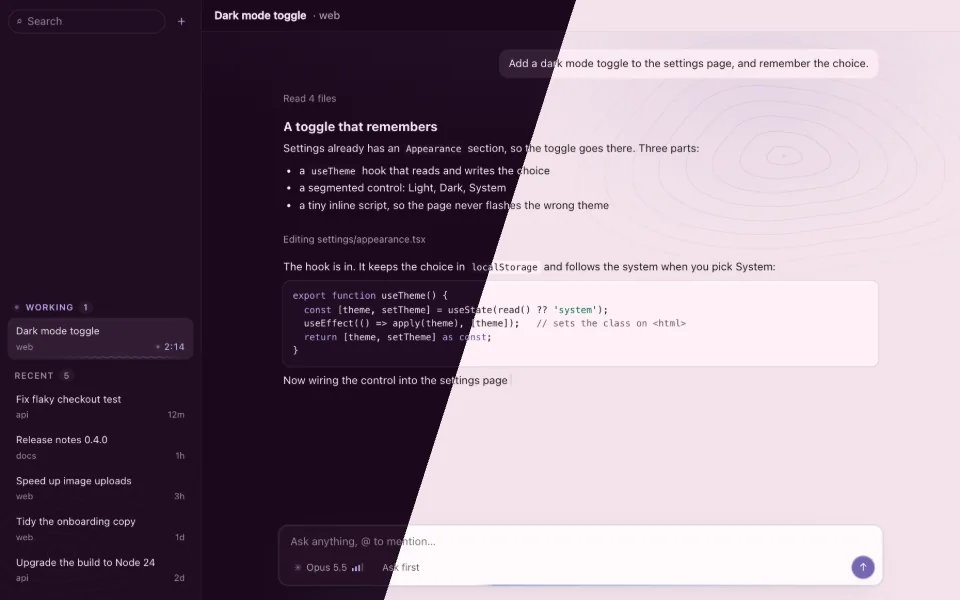 Search
+
WORKING 1
Dark mode toggle
web 2:14
RECENT 5
Fix flaky checkout test
api 12m
Release notes 0.4.0
docs 1h
Speed up image uploads
web 3h
Tidy the onboarding copy
web 1d
Upgrade the build to Node 24
api 2d
Dark mode toggle · web
Add a dark mode toggle to the settings page, and remember the choice.
Read 4 files
A toggle that remembers
Settings already has an Appearance section, so the toggle goes there. Three parts:
• a useTheme hook that reads and writes the choice
• a segmented control: Light, Dark, System
• a tiny inline script, so the page never flashes the wrong theme
Editing settings/appearance.tsx
The hook is in. It keeps the choice in localStorage and follows the system when you pick System:
export function useTheme() {
const [theme, setTheme] = useState(read() ?? 'system');
useEffect(() => apply(theme), [theme]); // sets the class on <html>
return [theme, setTheme] as const;
}
Now wiring the control into the settings page
Ask anything, @ to mention...
Opus 5.5 Ask first